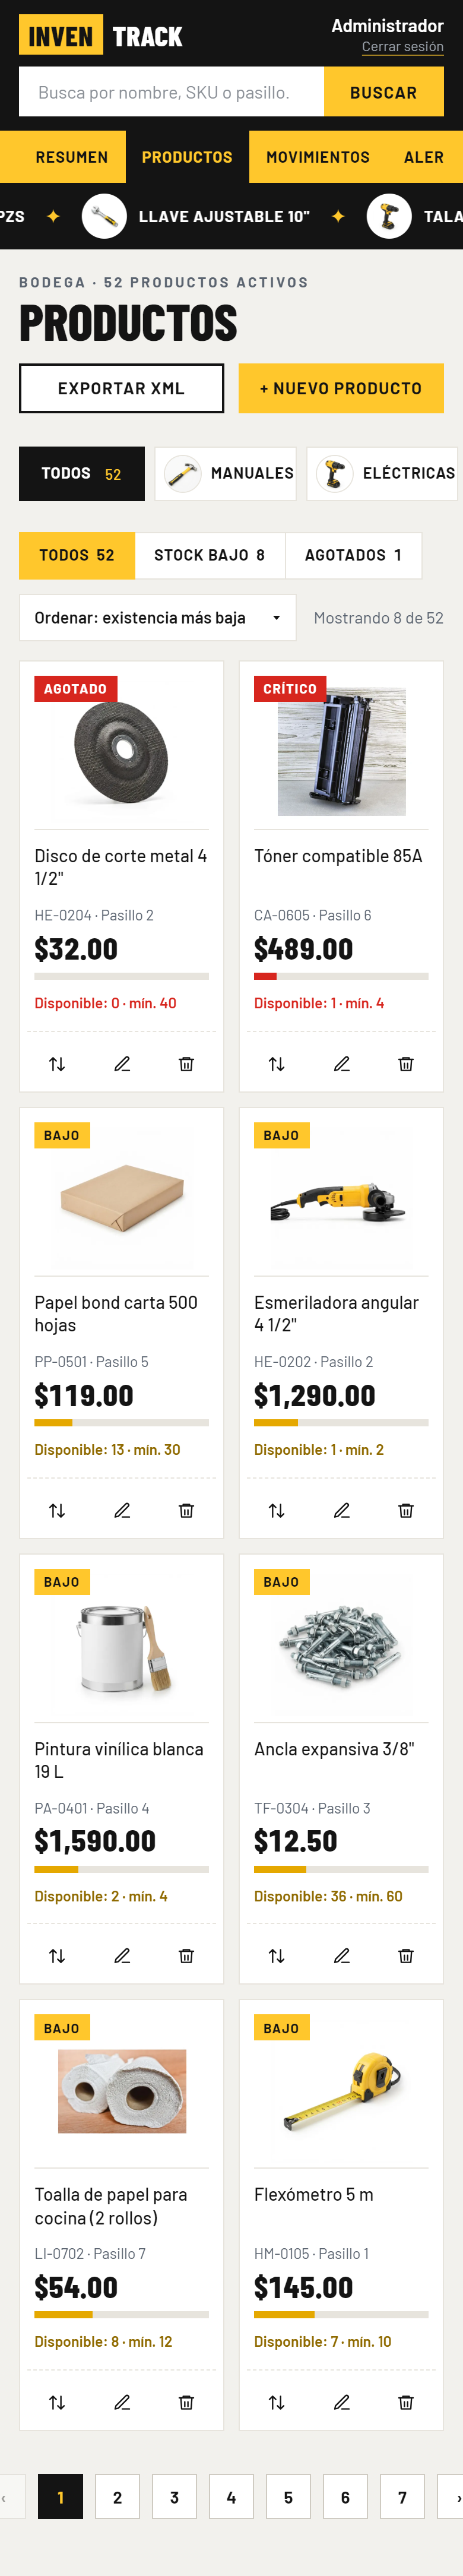 INVEN TRACK
Administrador
Cerrar sesión
Busca por nombre, SKU o pasillo.
BUSCAR
RESUMEN PRODUCTOS MOVIMIENTOS ALER
PZS ✦ LLAVE AJUSTABLE 10" ✦ TALA
BODEGA · 52 PRODUCTOS ACTIVOS
PRODUCTOS
EXPORTAR XML
+ NUEVO PRODUCTO
TODOS 52
MANUALES
ELÉCTRICAS
TODOS 52
STOCK BAJO 8
AGOTADOS 1
Ordenar: existencia más baja
Mostrando 8 de 52
AGOTADO
Disco de corte metal 4
1/2"
HE-0204 · Pasillo 2
$32.00
Disponible: 0 · mín. 40
CRÍTICO
Tóner compatible 85A
CA-0605 · Pasillo 6
$489.00
Disponible: 1 · mín. 4
BAJO
Papel bond carta 500
hojas
PP-0501 · Pasillo 5
$119.00
Disponible: 13 · mín. 30
BAJO
Esmeriladora angular
4 1/2"
HE-0202 · Pasillo 2
$1,290.00
Disponible: 1 · mín. 2
BAJO
Pintura vinílica blanca
19 L
PA-0401 · Pasillo 4
$1,590.00
Disponible: 2 · mín. 4
BAJO
Ancla expansiva 3/8"
TF-0304 · Pasillo 3
$12.50
Disponible: 36 · mín. 60
BAJO
Toalla de papel para
cocina (2 rollos)
LI-0702 · Pasillo 7
$54.00
Disponible: 8 · mín. 12
BAJO
Flexómetro 5 m
HM-0105 · Pasillo 1
$145.00
Disponible: 7 · mín. 10
‹ 1 2 3 4 5 6 7 ›